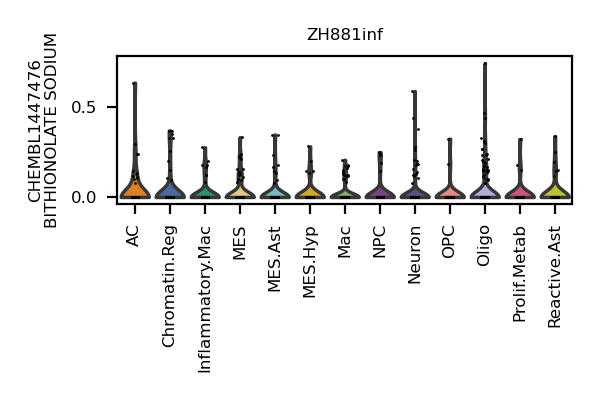 ZH881inf
CHEMBL1447476
BITHIONOLATE SODIUM
0.5
0.0
AC
Chromatin.Reg
Inflammatory.Mac
MES
MES.Ast
MES.Hyp
Mac
NPC
Neuron
OPC
Oligo
Prolif.Metab
Reactive.Ast